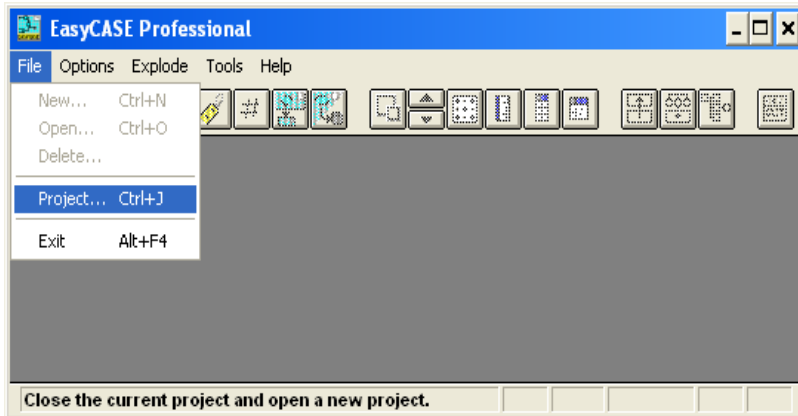 EasyCASE Professional
File Options Explode Tools Help
New... Ctrl+N
Open... Ctrl+O
Delete...
Project... Ctrl+J
Exit Alt+F4
Close the current project and open a new project.